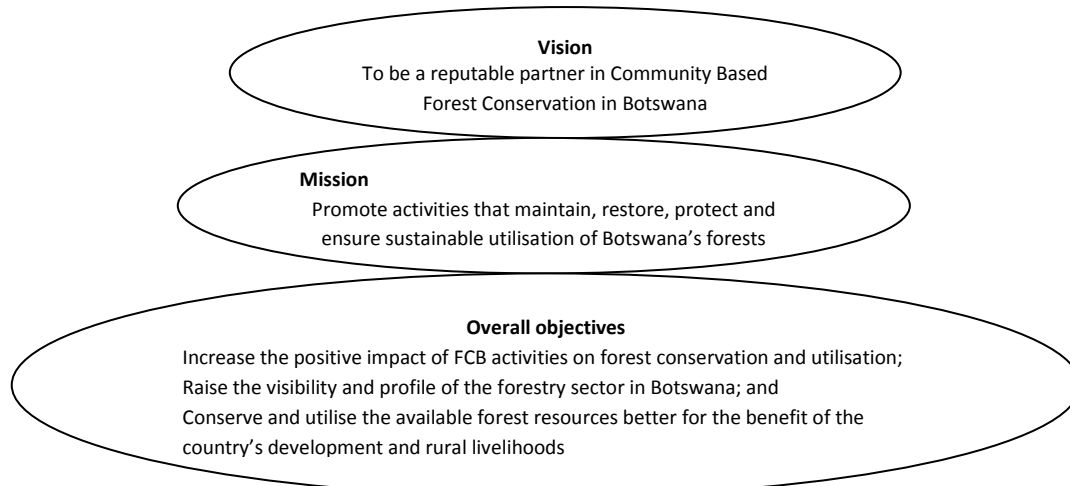 Vision
To be a reputable partner in Community Based
Forest Conservation in Botswana
Mission
Promote activities that maintain, restore, protect and
ensure sustainable utilisation of Botswana’s forests
Overall objectives
Increase the positive impact of FCB activities on forest conservation and utilisation;
Raise the visibility and profile of the forestry sector in Botswana; and
Conserve and utilise the available forest resources better for the benefit of the
country’s development and rural livelihoods